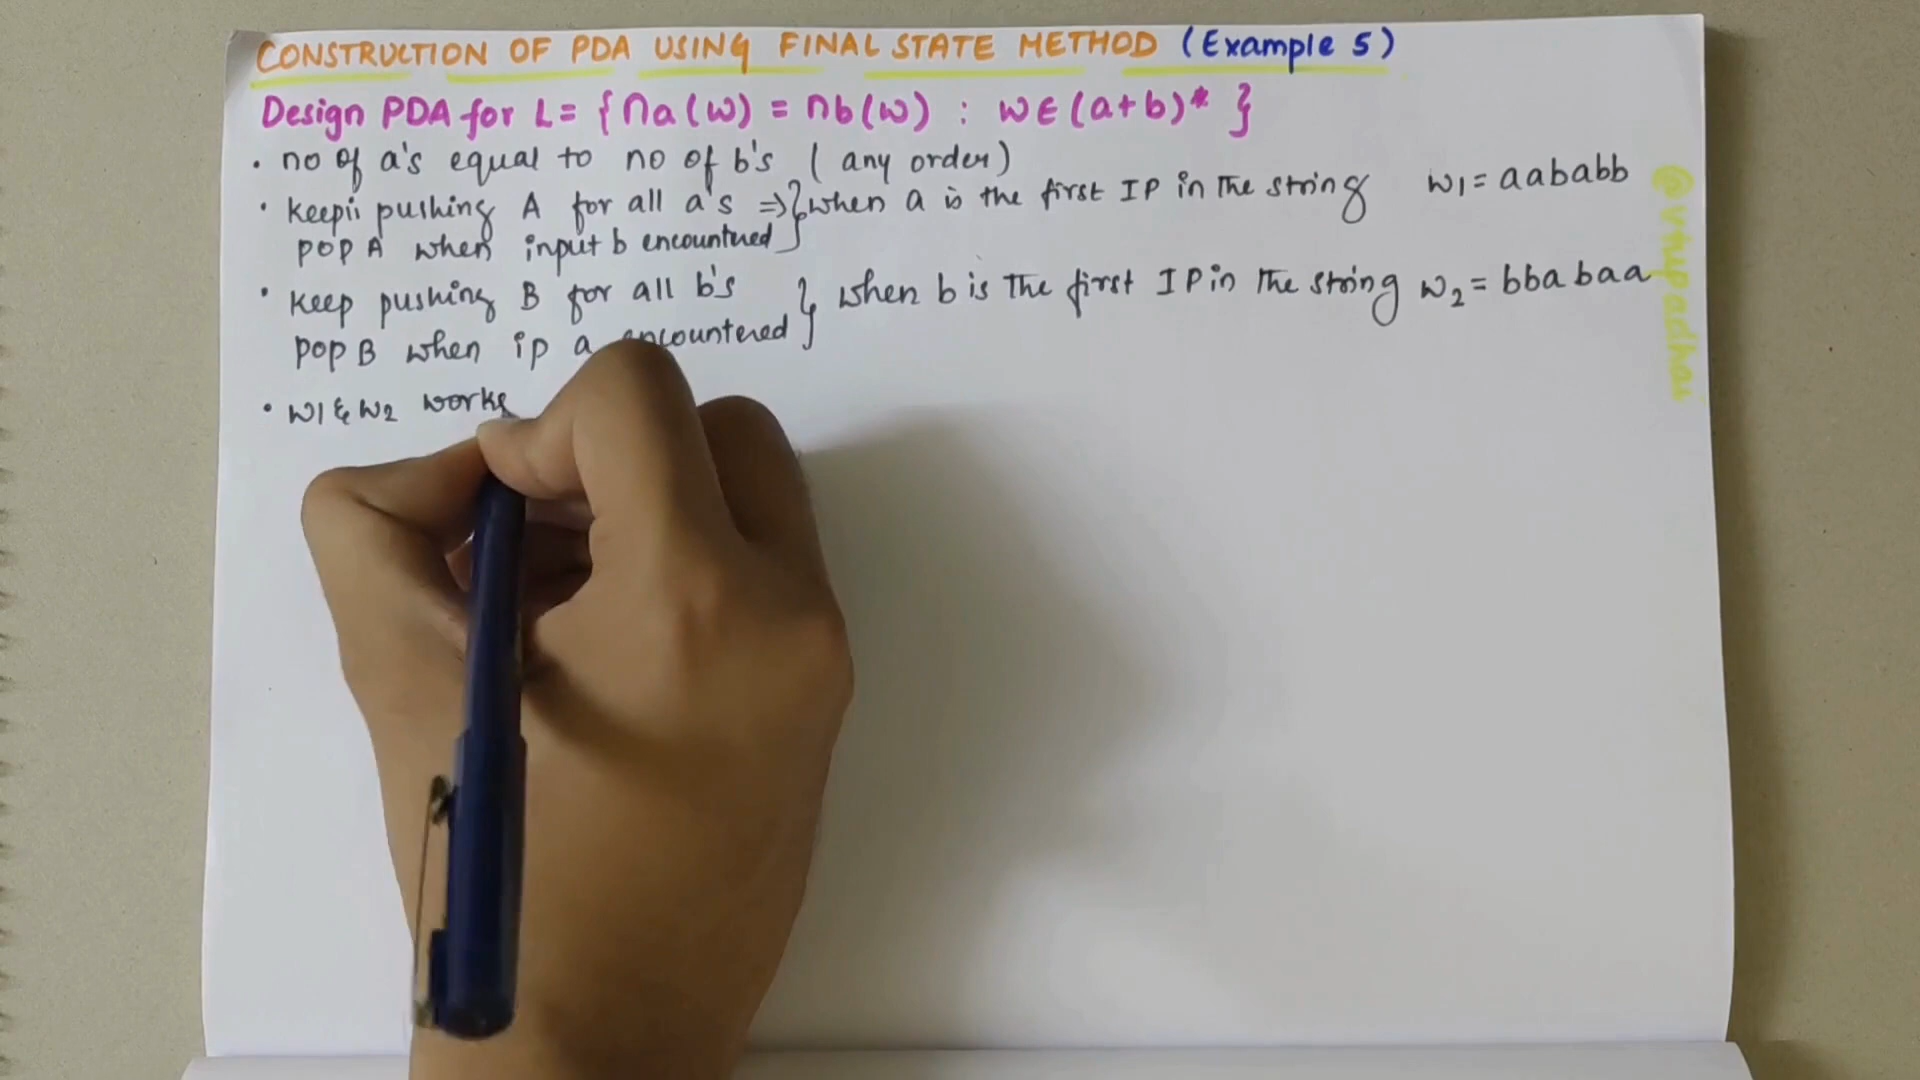 CONSTRUCTION OF PDA USING FINAL STATE METHOD (Example 5)
Design PDA for L = { na(w) = nb(w) : w ∈ (a+b)* }
• no of a's equal to no of b's ( any order)
• keepii pushing A for all a's ⇒ } when a is the first IP in the string w1 = aababb
pop A when input b encountered
• keep pushing B for all b's } when b is the first IP in the string w2 = bbabaa
pop B when ip a encountered
• w1 & w2 works
@vtupadhai